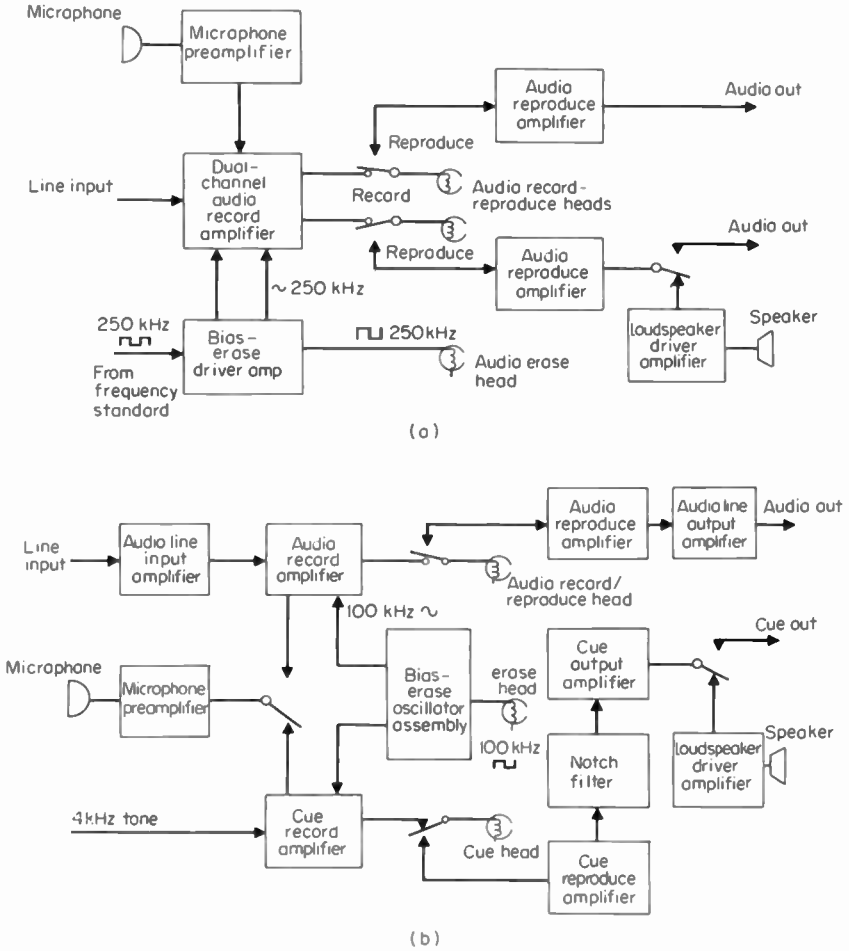 Microphone
Microphone
preamplifier
Audio
reproduce
amplifier
Audio out
Reproduce
Line input
Dual-
channel
audio
record
amplifier
Record
Audio record-
reproduce heads
Reproduce
Audio
reproduce
amplifier
Audio out
~ 250 kHz
250 kHz
From
frequency
standard
Bias-
erase
driver amp
250 kHz
Audio erase
head
Loudspeaker
driver
amplifier
Speaker
(a)
Line
input
Audio line
input
amplifier
Audio
record
amplifier
Audio
reproduce
amplifier
Audio line
output
amplifier
Audio out
Audio record/
reproduce head
100 kHz ~
Microphone
Microphone
preamplifier
Bias-
erase
oscillator
assembly
erase
head
100 kHz
Cue
output
amplifier
Cue out
Notch
filter
Loudspeaker
driver
amplifier
Speaker
4kHz tone
Cue
record
amplifier
Cue head
Cue
reproduce
amplifier
(b)